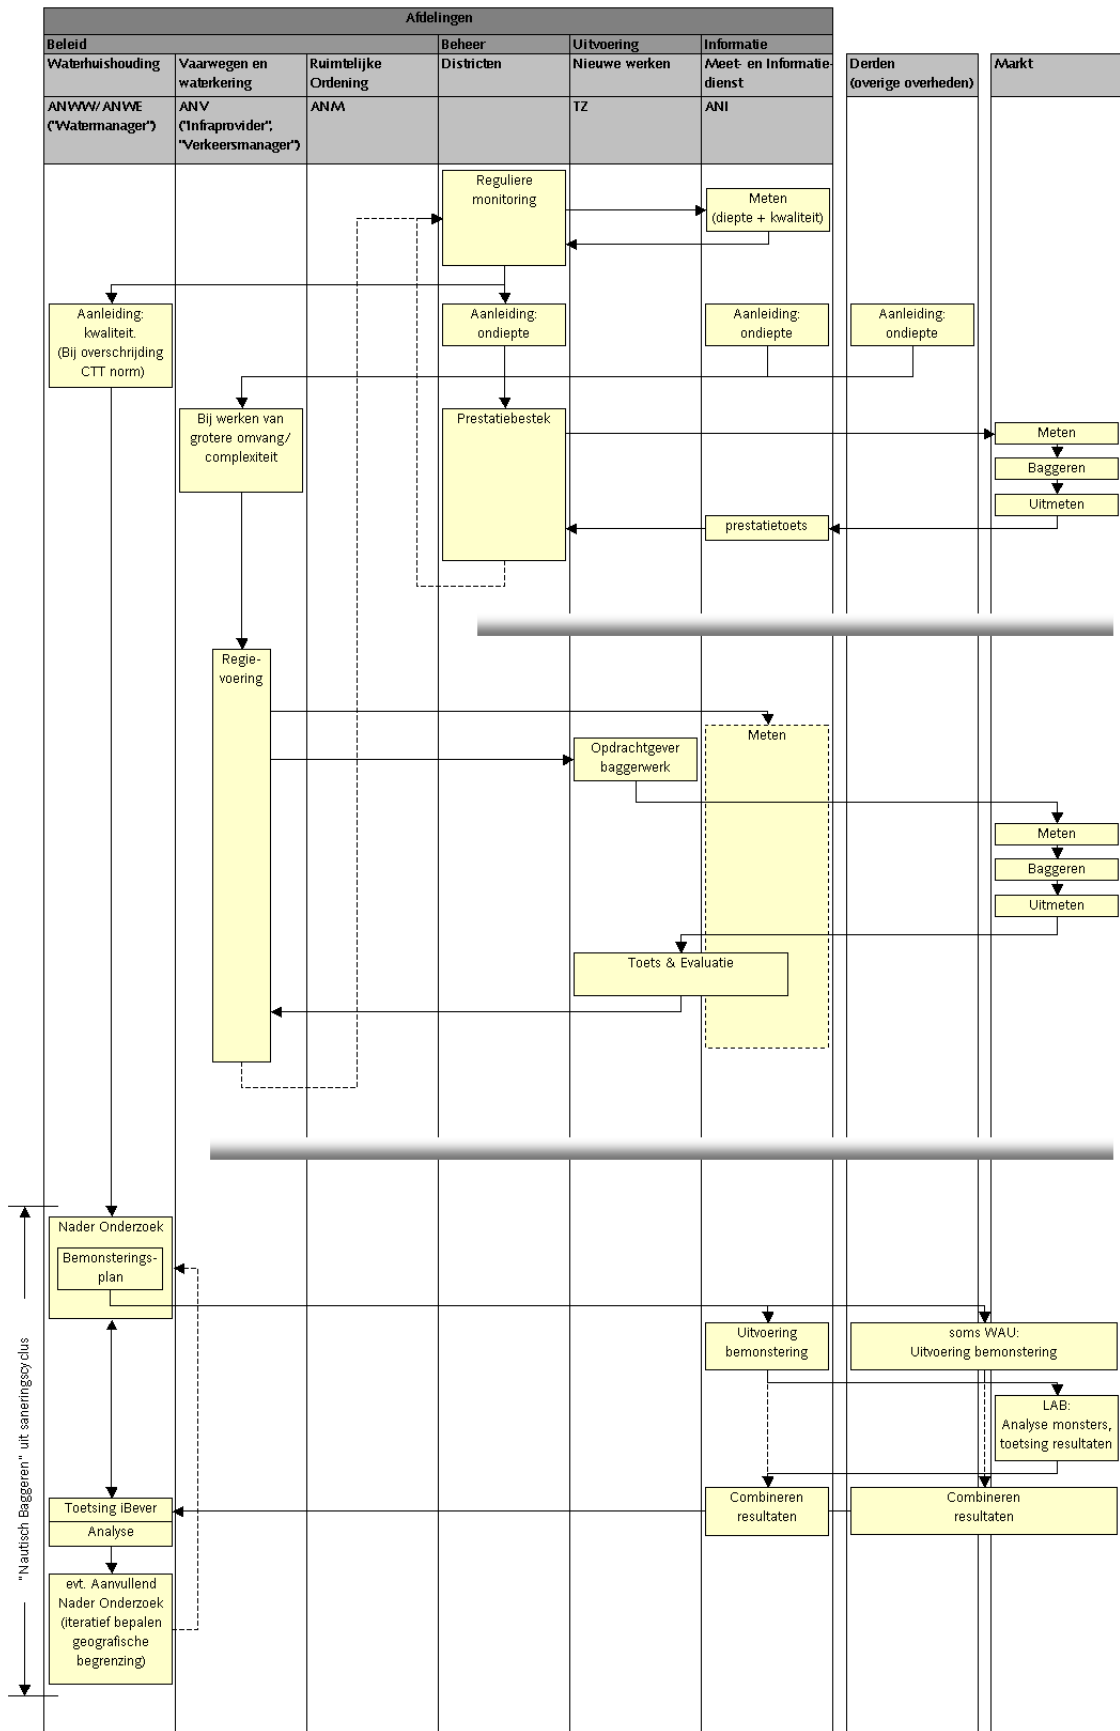 Afdelingen
Beleid
Beheer
Uitvoering
Informatie
Waterhuishouding
Vaarwegen en
waterkering
Ruimtelijke
Ordening
Districten
Nieuwe werken
Meet- en Informatie-
dienst
Derden
(overige overheden)
Markt
ANWW/ANWE
("Watermanager")
ANV
("Infraprovider",
"Verkeersmanager")
ANM
TZ
ANI
Reguliere
monitoring
Meten
(diepte + kwaliteit)
Aanleiding:
kwaliteit.
(Bij overschrijding
CTT norm)
Aanleiding:
ondiepte
Aanleiding:
ondiepte
Aanleiding:
ondiepte
Bij werken van
grotere omvang/
complexiteit
Prestatiebestek
Meten
Baggeren
Uitmeten
prestatietoets
Regie-
voering
Meten
Opdrachtgever
baggerwerk
Meten
Baggeren
Uitmeten
Toets & Evaluatie
Nader Onderzoek
Bemonsterings-
plan
Uitvoering
bemonstering
soms WAU:
Uitvoering bemonstering
LAB:
Analyse monsters,
toetsing resultaten
"Nautisch Baggeren" uit saneringscyclus
Toetsing iBever
Analyse
Combineren
resultaten
Combineren
resultaten
evt. Aanvullend
Nader Onderzoek
(iteratief bepalen
geografische
begrenzing)